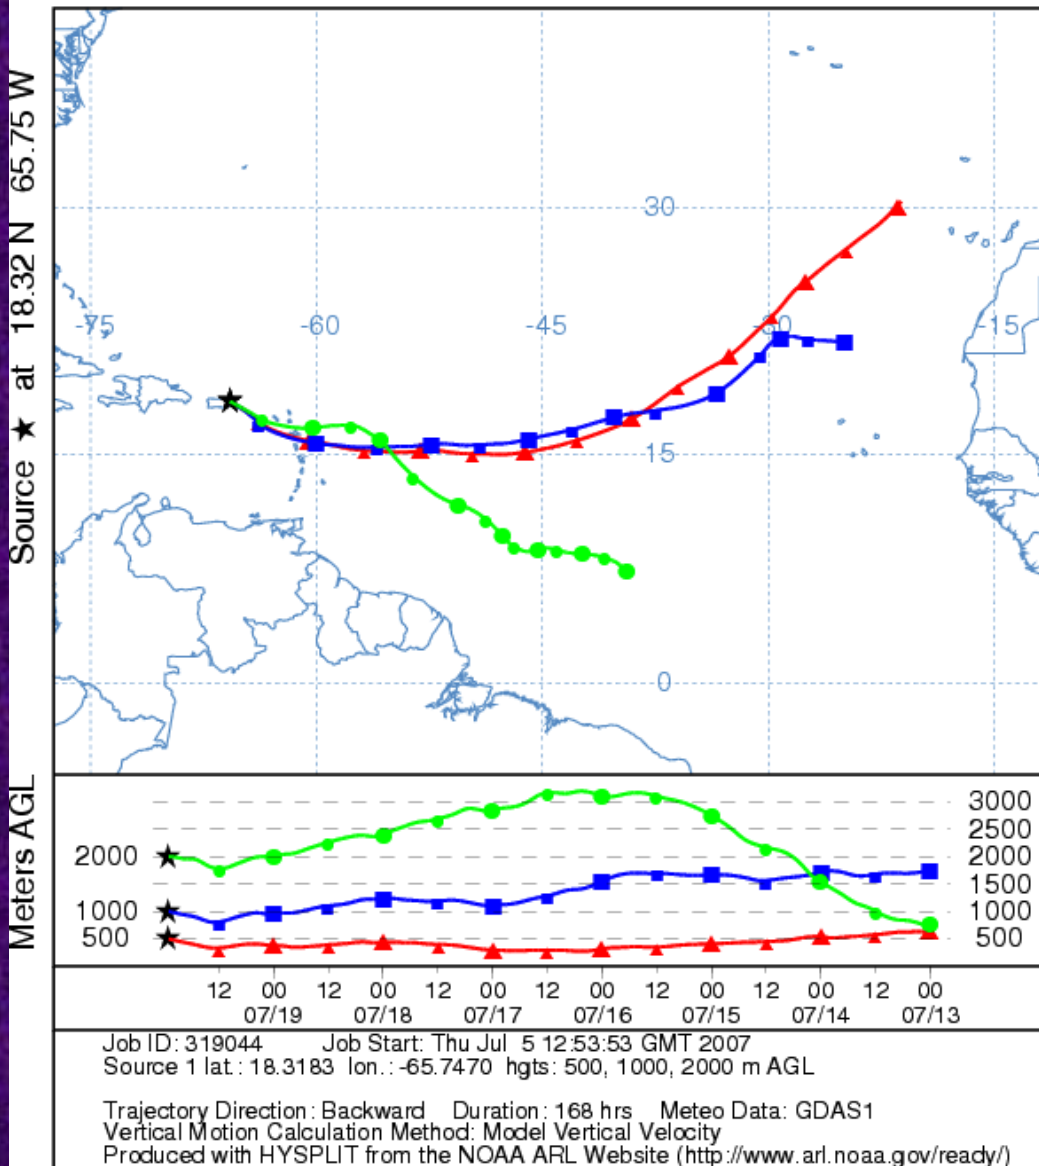 Source ★ at 18.32 N 65.75 W
30
-75 -60 -45 -30 -15
15
0
Meters AGL
3000
2500
2000 2000
1500
1000 1000
500 500
12 00 12 00 12 00 12 00 12 00 12 00 12 00
07/19 07/18 07/17 07/16 07/15 07/14 07/13
Job ID: 319044 Job Start: Thu Jul 5 12:53:53 GMT 2007
Source 1 lat.: 18.3183 lon.: -65.7470 hgts: 500, 1000, 2000 m AGL
Trajectory Direction: Backward Duration: 168 hrs Meteo Data: GDAS1
Vertical Motion Calculation Method: Model Vertical Velocity
Produced with HYSPLIT from the NOAA ARL Website (http://www.arl.noaa.gov/ready/)